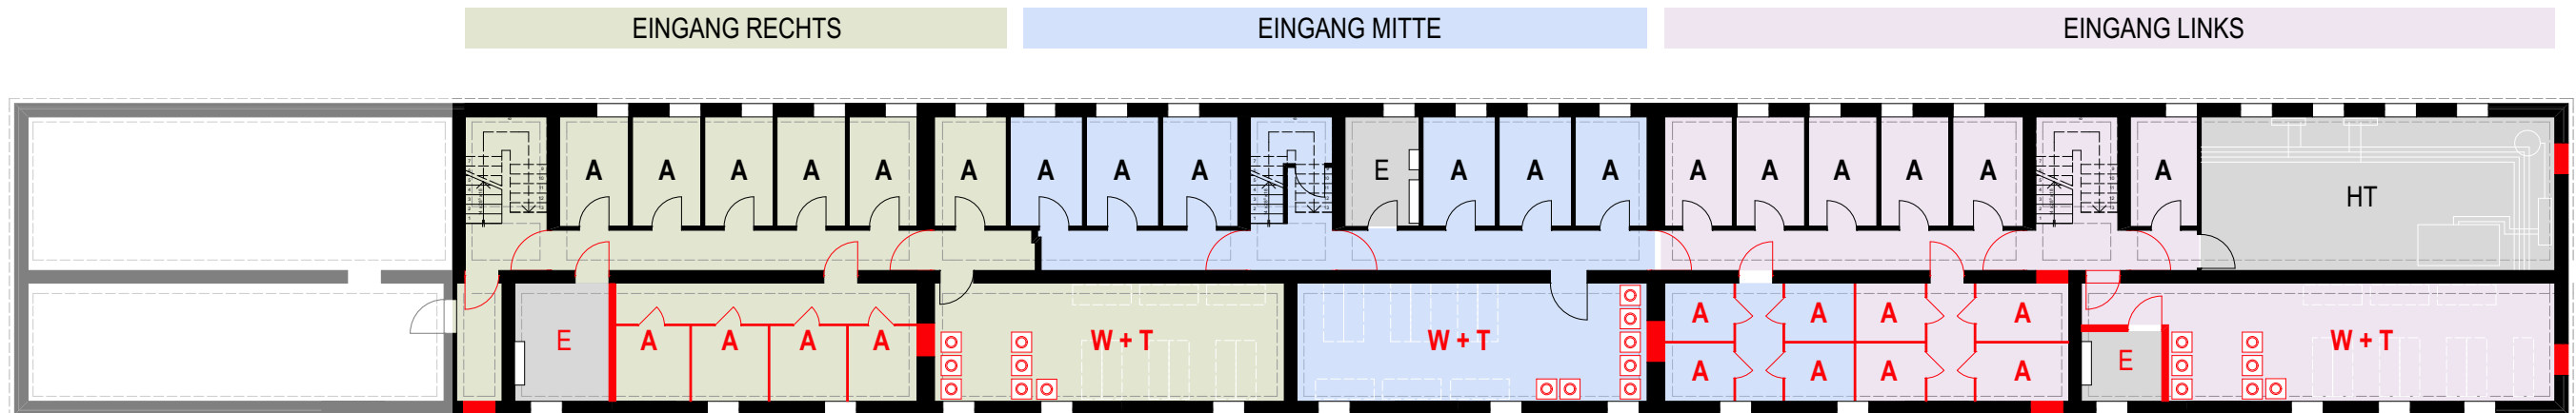 EINGANG RECHTS EINGANG MITTE EINGANG LINKS
A A A A A A A A A E A A A A A A A A A HT
E A A A A W + T W + T A A A A E W + T
A A A A